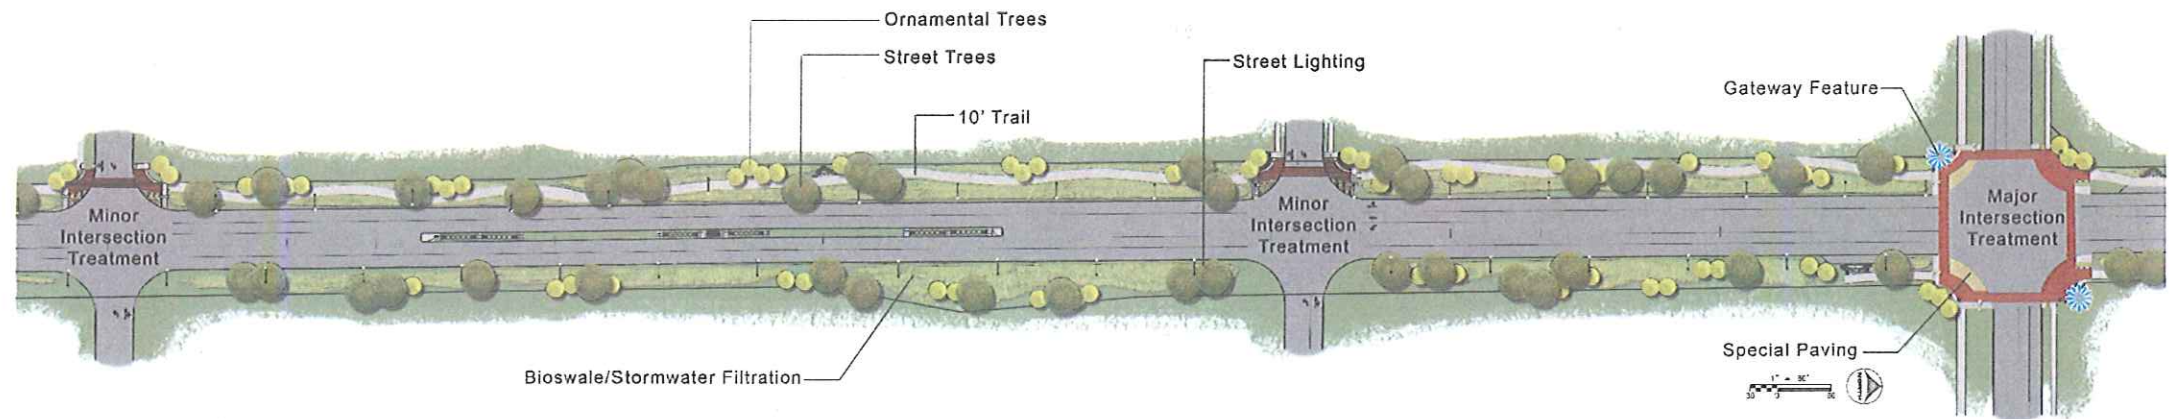 Ornamental Trees
Street Trees
Street Lighting
10' Trail
Gateway Feature
Minor
Intersection
Treatment
Minor
Intersection
Treatment
Major
Intersection
Treatment
Bioswale/Stormwater Filtration
Special Paving